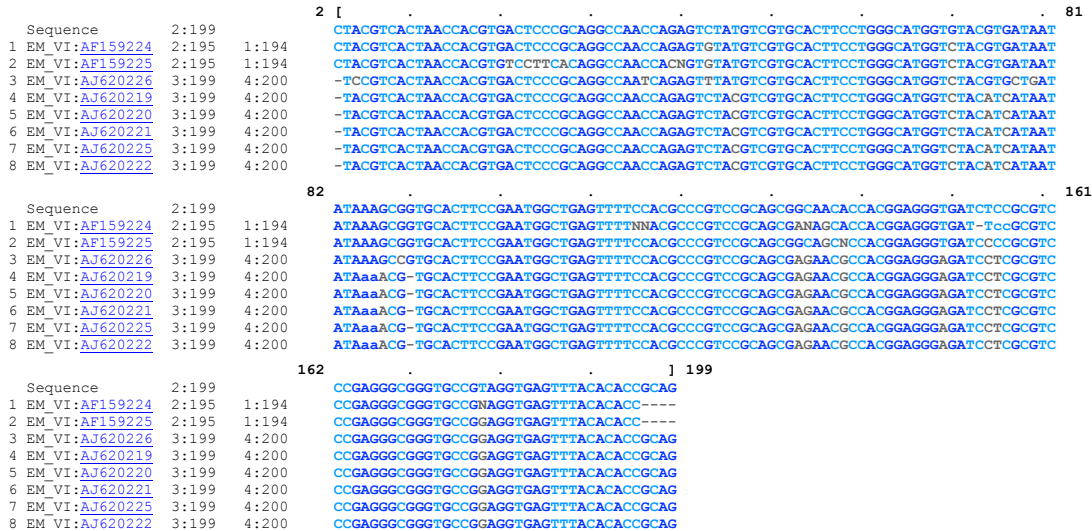 2 [ . . . . . . . . 81
Sequence 2:199 CTACGTCACTAACCACGTGACTCCCGCAGGCCAACCAGAGTCTATGTCGTGCACTTCCTGGGCATGGTGTACGTGATAAT
1 EM_VI:AF159224 2:195 1:194 CTACGTCACTAACCACGTGACTCCCGCAGGCCAACCAGAGTGTATGTCGTGCACTTCCTGGGCATGGTCTACGTGATAAT
2 EM_VI:AF159225 2:195 1:194 CTACGTCACTAACCACGTGTCCTTCACAGGCCAACCACNGTGTATGTCGTGCACTTCCTGGGCATGGTCTACGTGATAAT
3 EM_VI:AJ620226 3:199 4:200 -TCCGTCACTAACCACGTGACTCCCGCAGGCCAATCAGAGTTTATGTCGTGCACTTCCTGGGCATGGTCTACGTGCTGAT
4 EM_VI:AJ620219 3:199 4:200 -TACGTCACTAACCACGTGACTCCCGCAGGCCAACCAGAGTCTACGTCGTGCACTTCCTGGGCATGGTCTACATCATAAT
5 EM_VI:AJ620220 3:199 4:200 -TACGTCACTAACCACGTGACTCCCGCAGGCCAACCAGAGTCTACGTCGTGCACTTCCTGGGCATGGTCTACATCATAAT
6 EM_VI:AJ620221 3:199 4:200 -TACGTCACTAACCACGTGACTCCCGCAGGCCAACCAGAGTCTACGTCGTGCACTTCCTGGGCATGGTCTACATCATAAT
7 EM_VI:AJ620225 3:199 4:200 -TACGTCACTAACCACGTGACTCCCGCAGGCCAACCAGAGTCTACGTCGTGCACTTCCTGGGCATGGTCTACATCATAAT
8 EM_VI:AJ620222 3:199 4:200 -TACGTCACTAACCACGTGACTCCCGCAGGCCAACCAGAGTCTACGTCGTGCACTTCCTGGGCATGGTCTACATCATAAT
82 . . . . . . . . 161
Sequence 2:199 ATAAAGCGGTGCACTTCCGAATGGCTGAGTTTTCCACGCCCGTCCGCAGCGGCAACACCACGGAGGGTGATCTCCGCGTC
1 EM_VI:AF159224 2:195 1:194 ATAAAGCGGTGCACTTCCGAATGGCTGAGTTTTNNACGCCCGTCCGCAGCGANAGCACCACGGAGGGTGAT-TccGCGTC
2 EM_VI:AF159225 2:195 1:194 ATAAAGCGGTGCACTTCCGAATGGCTGAGTTTTCCACGCCCGTCCGCAGCGGCAGCNCCACGGAGGGTGATCCCCGCGTC
3 EM_VI:AJ620226 3:199 4:200 ATAAAGCCGTGCACTTCCGAATGGCTGAGTTTTCCACGCCCGTCCGCAGCGAGAACGCCACGGAGGGAGATCCTCGCGTC
4 EM_VI:AJ620219 3:199 4:200 ATAaaACG-TGCACTTCCGAATGGCTGAGTTTTCCACGCCCGTCCGCAGCGAGAACGCCACGGAGGGAGATCCTCGCGTC
5 EM_VI:AJ620220 3:199 4:200 ATAaaACG-TGCACTTCCGAATGGCTGAGTTTTCCACGCCCGTCCGCAGCGAGAACGCCACGGAGGGAGATCCTCGCGTC
6 EM_VI:AJ620221 3:199 4:200 ATAaaACG-TGCACTTCCGAATGGCTGAGTTTTCCACGCCCGTCCGCAGCGAGAACGCCACGGAGGGAGATCCTCGCGTC
7 EM_VI:AJ620225 3:199 4:200 ATAaaACG-TGCACTTCCGAATGGCTGAGTTTTCCACGCCCGTCCGCAGCGAGAACGCCACGGAGGGAGATCCTCGCGTC
8 EM_VI:AJ620222 3:199 4:200 ATAaaACG-TGCACTTCCGAATGGCTGAGTTTTCCACGCCCGTCCGCAGCGAGAACGCCACGGAGGGAGATCCTCGCGTC
162 . . . ] 199
Sequence 2:199 CCGAGGGCGGGTGCCGTAGGTGAGTTTACACACCGCAG
1 EM_VI:AF159224 2:195 1:194 CCGAGGGCGGGTGCCGNAGGTGAGTTTACACACC----
2 EM_VI:AF159225 2:195 1:194 CCGAGGGCGGGTGCCGGAGGTGAGTTTACACACC----
3 EM_VI:AJ620226 3:199 4:200 CCGAGGGCGGGTGCCGGAGGTGAGTTTACACACCGCAG
4 EM_VI:AJ620219 3:199 4:200 CCGAGGGCGGGTGCCGGAGGTGAGTTTACACACCGCAG
5 EM_VI:AJ620220 3:199 4:200 CCGAGGGCGGGTGCCGGAGGTGAGTTTACACACCGCAG
6 EM_VI:AJ620221 3:199 4:200 CCGAGGGCGGGTGCCGGAGGTGAGTTTACACACCGCAG
7 EM_VI:AJ620225 3:199 4:200 CCGAGGGCGGGTGCCGGAGGTGAGTTTACACACCGCAG
8 EM_VI:AJ620222 3:199 4:200 CCGAGGGCGGGTGCCGGAGGTGAGTTTACACACCGCAG